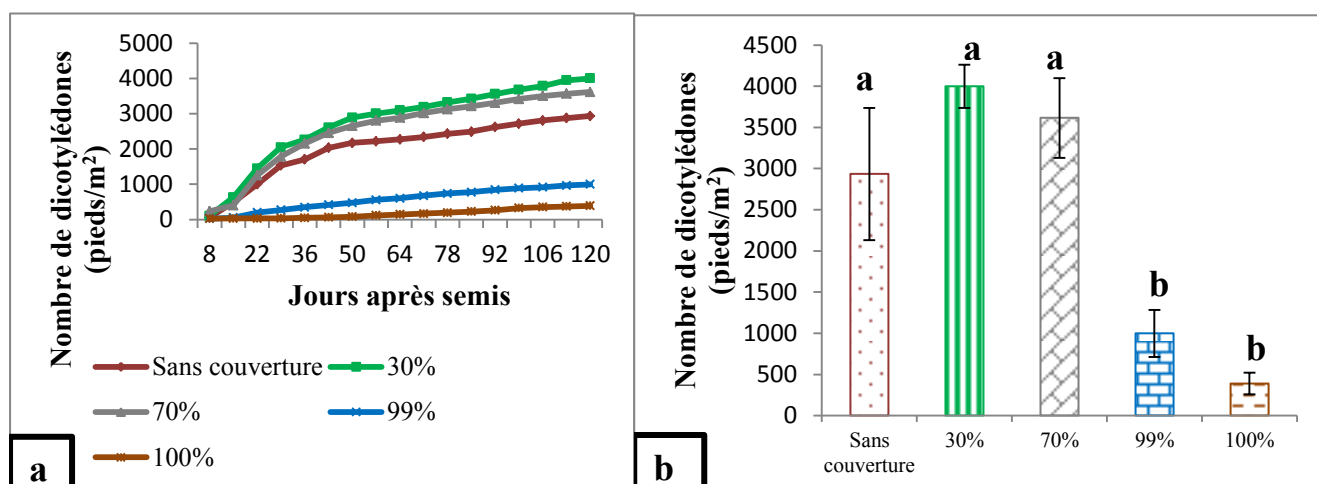 Nombre de dicotylédones
(pieds/m²)
5000
4000
3000
2000
1000
0
8 22 36 50 64 78 92 106 120
Jours après semis
Sans couverture 30%
70% 99%
100%
a
Nombre de dicotylédones
(pieds/m²)
4500
4000
3500
3000
2500
2000
1500
1000
500
0
a a a b b
Sans 30% 70% 99% 100%
couverture
b